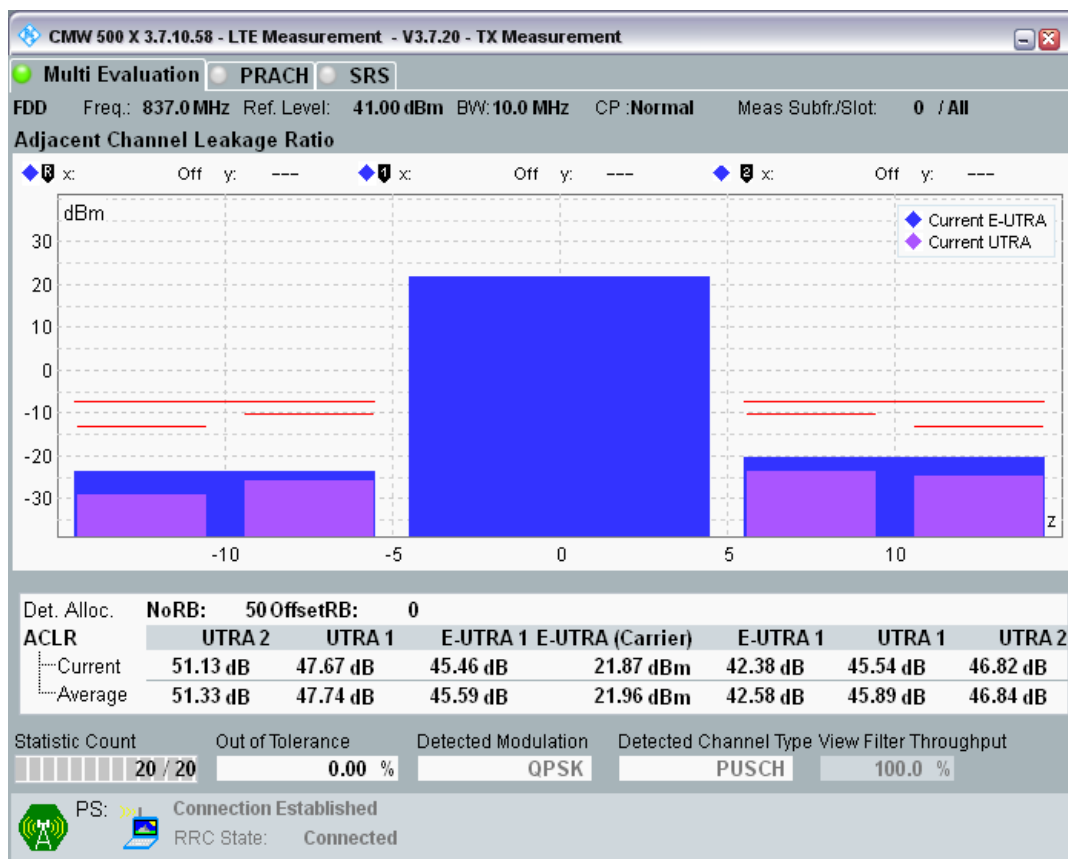 CMW 500 X 3.7.10.58 - LTE Measurement - V3.7.20 - TX Measurement
Multi Evaluation PRACH SRS
FDD Freq.: 837.0 MHz Ref. Level: 41.00 dBm BW: 10.0 MHz CP :Normal Meas Subfr./Slot: 0 / All
Adjacent Channel Leakage Ratio
R x: Off y: --- 1 x: Off y: --- 2 x: Off y: ---
dBm
Current E-UTRA
Current UTRA
30
20
10
0
-10
-20
-30
z
-10 -5 0 5 10
Det. Alloc. NoRB: 50 OffsetRB: 0
ACLR UTRA 2 UTRA 1 E-UTRA 1 E-UTRA (Carrier) E-UTRA 1 UTRA 1 UTRA 2
Current 51.13 dB 47.67 dB 45.46 dB 21.87 dBm 42.38 dB 45.54 dB 46.82 dB
Average 51.33 dB 47.74 dB 45.59 dB 21.96 dBm 42.58 dB 45.89 dB 46.84 dB
Statistic Count Out of Tolerance Detected Modulation Detected Channel Type View Filter Throughput
20 / 20 0.00 % QPSK PUSCH 100.0 %
PS: Connection Established
RRC State: Connected